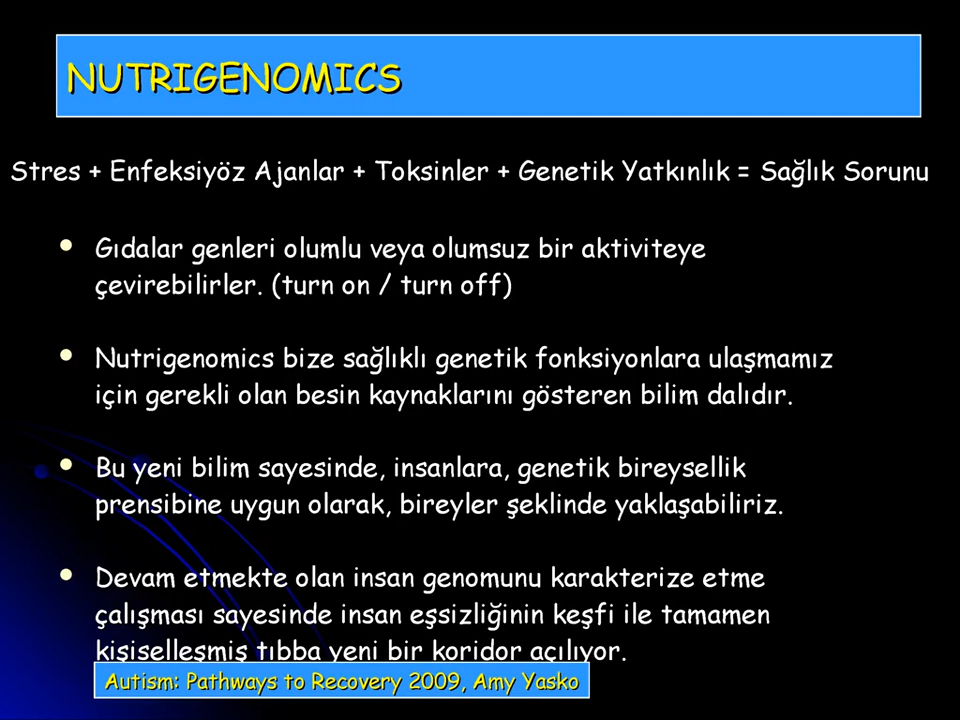 NUTRIGENOMICS
Stres + Enfeksiyöz Ajanlar + Toksinler + Genetik Yatkınlık = Sağlık Sorunu
Gıdalar genleri olumlu veya olumsuz bir aktiviteye
çevirebilirler. (turn on / turn off)
Nutrigenomics bize sağlıklı genetik fonksiyonlara ulaşmamız
için gerekli olan besin kaynaklarını gösteren bilim dalıdır.
Bu yeni bilim sayesinde, insanlara, genetik bireysellik
prensibine uygun olarak, bireyler şeklinde yaklaşabiliriz.
Devam etmekte olan insan genomunu karakterize etme
çalışması sayesinde insan eşsizliğinin keşfi ile tamamen
kişiselleşmiş tıbba yeni bir koridor açılıyor.
Autism: Pathways to Recovery 2009, Amy Yasko